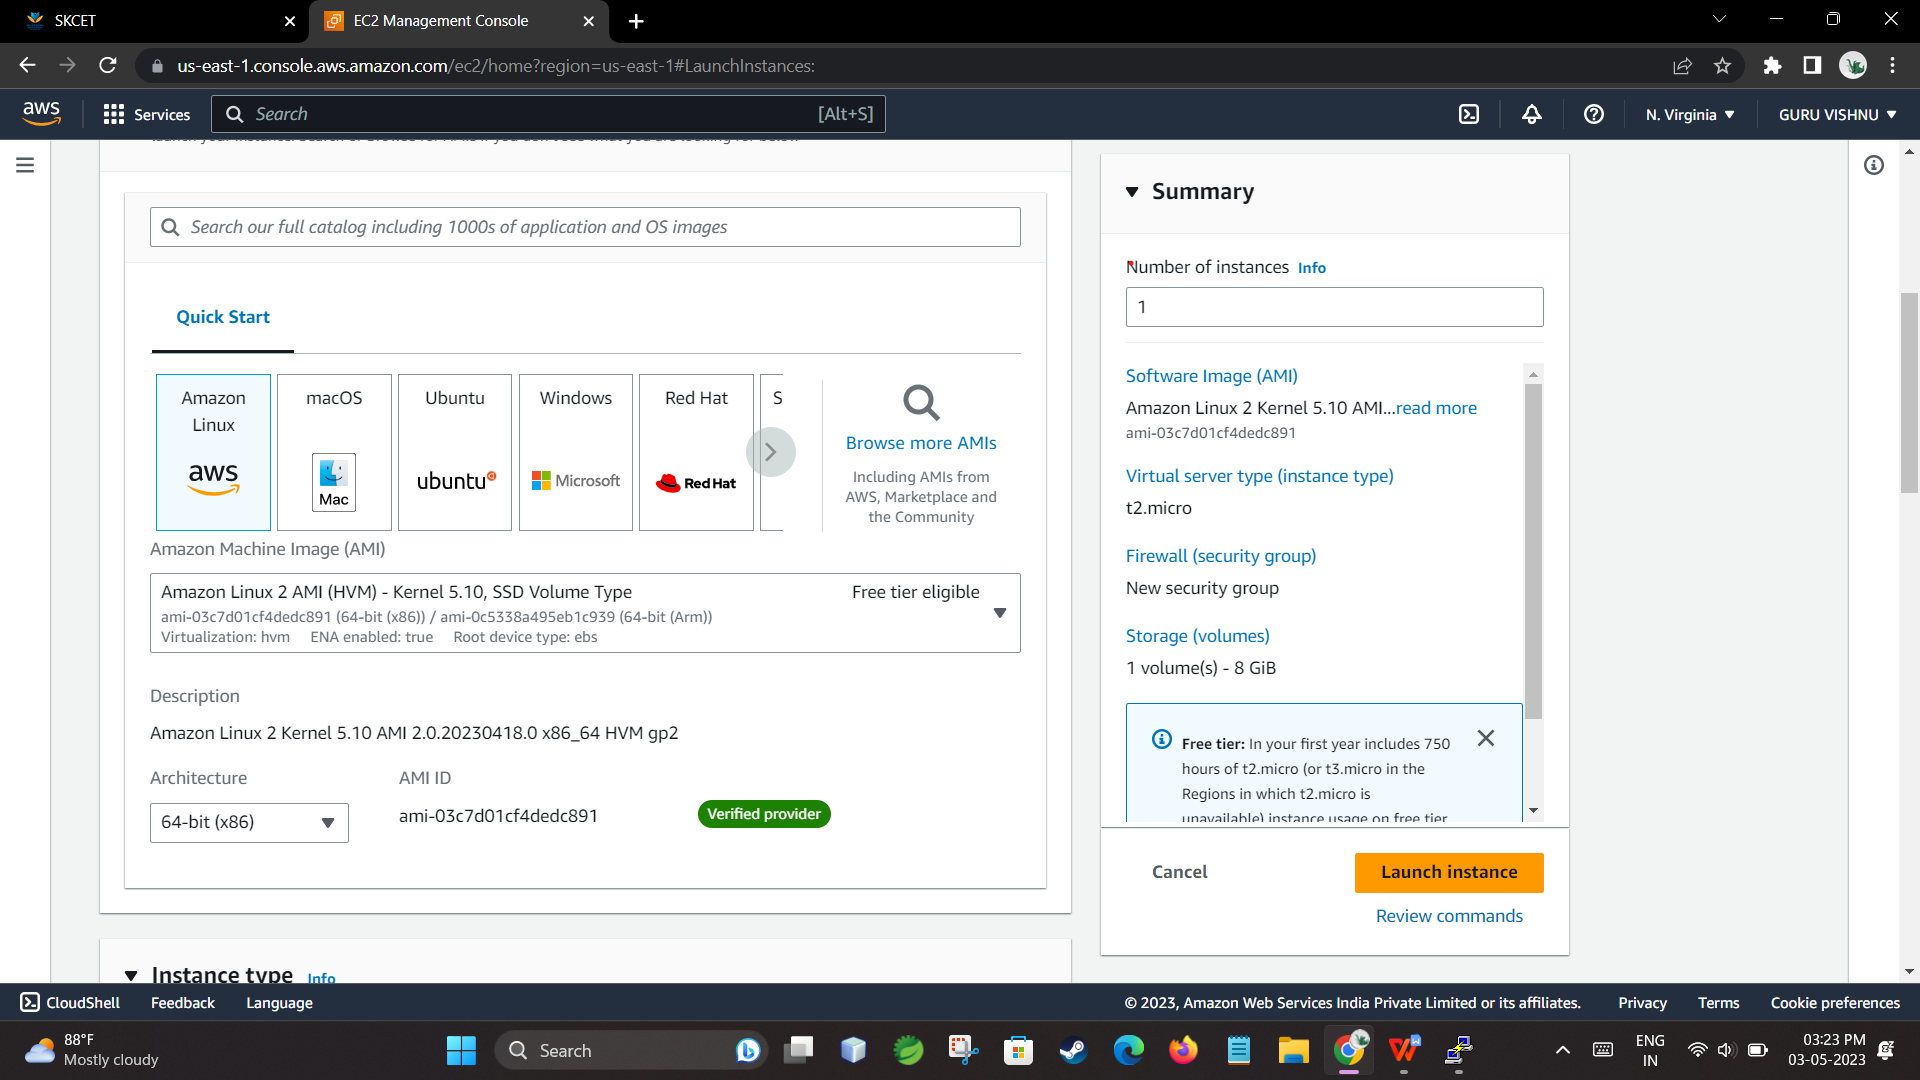 SKCET
EC2 Management Console
us-east-1.console.aws.amazon.com/ec2/home?region=us-east-1#LaunchInstances:
aws
Services
Search
[Alt+S]
N. Virginia
GURU VISHNU
Search our full catalog including 1000s of application and OS images
Quick Start
Amazon
Linux
aws
macOS
Mac
Ubuntu
ubuntu
Windows
Microsoft
Red Hat
Red Hat
S
Browse more AMIs
Including AMIs from
AWS, Marketplace and
the Community
Amazon Machine Image (AMI)
Amazon Linux 2 AMI (HVM) - Kernel 5.10, SSD Volume Type
Free tier eligible
ami-03c7d01cf4dedc891 (64-bit (x86)) / ami-0c5338a495eb1c939 (64-bit (Arm))
Virtualization: hvm ENA enabled: true Root device type: ebs
Description
Amazon Linux 2 Kernel 5.10 AMI 2.0.20230418.0 x86_64 HVM gp2
Architecture
AMI ID
64-bit (x86)
ami-03c7d01cf4dedc891
Verified provider
Instance type Info
Summary
Number of instances Info
1
Software Image (AMI)
Amazon Linux 2 Kernel 5.10 AMI...read more
ami-03c7d01cf4dedc891
Virtual server type (instance type)
t2.micro
Firewall (security group)
New security group
Storage (volumes)
1 volume(s) - 8 GiB
Free tier: In your first year includes 750
hours of t2.micro (or t3.micro in the
Regions in which t2.micro is
unavailable) instance usage on free tier
Cancel
Launch instance
Review commands
CloudShell
Feedback
Language
© 2023, Amazon Web Services India Private Limited or its affiliates.
Privacy
Terms
Cookie preferences
88°F
Mostly cloudy
Search
ENG
IN
03:23 PM
03-05-2023